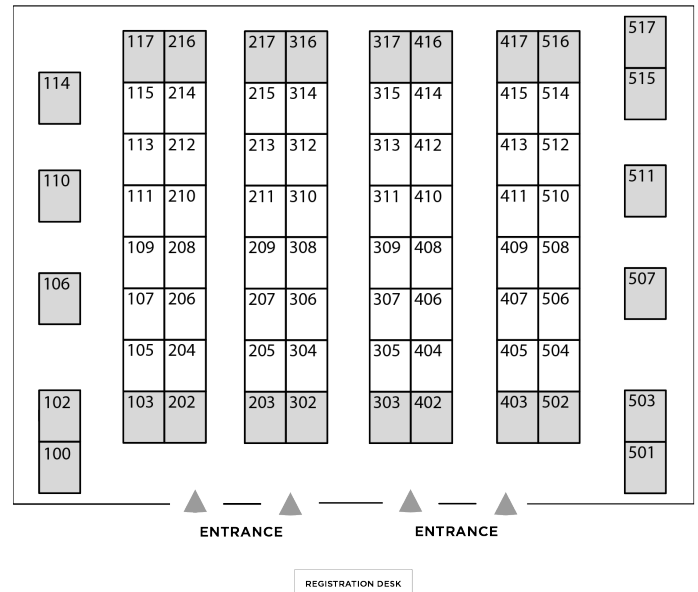 517
117 216 217 316 317 416 417 516
114 515
115 214 215 314 315 414 415 514
113 212 213 312 313 412 413 512
110 511
111 210 211 310 311 410 411 510
109 208 209 308 309 408 409 508
106 507
107 206 207 306 307 406 407 506
105 204 205 304 305 404 405 504
102 103 202 203 302 303 402 403 502 503
100 501
ENTRANCE ENTRANCE
REGISTRATION DESK